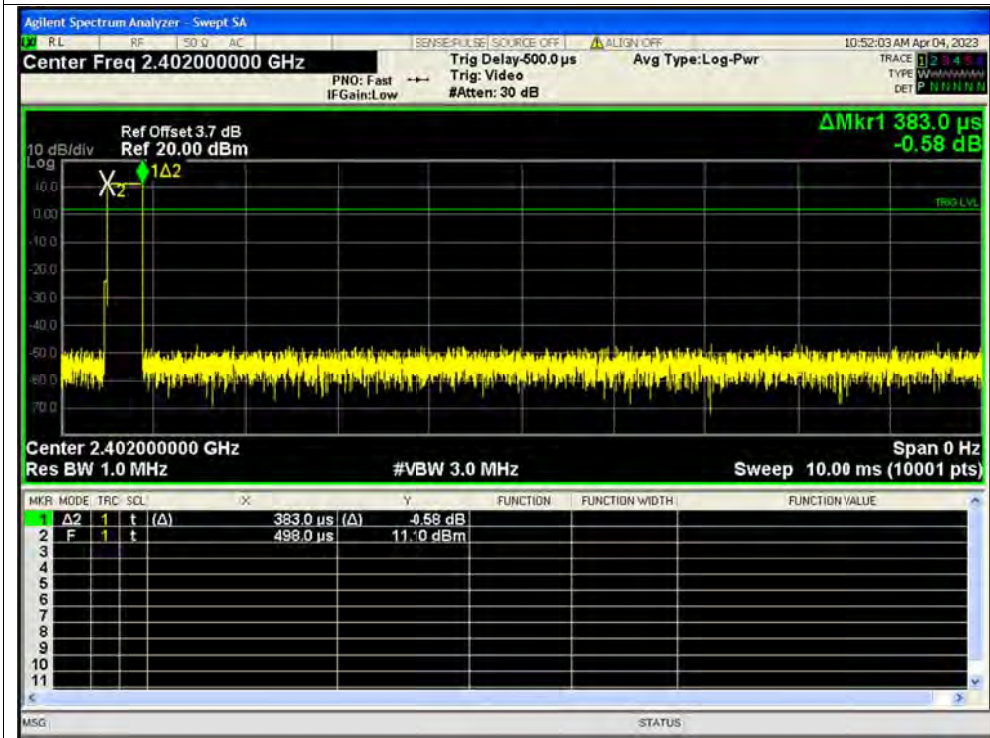 Agilent Spectrum Analyzer - Swept SA
RL RF 50 Ω AC SENSE:PULSE SOURCE OFF ALIGN OFF 10:52:03 AM Apr 04, 2023
Center Freq 2.402000000 GHz
PNO: Fast
IFGain:Low
Trig Delay-500.0 µs
Trig: Video
#Atten: 30 dB
Avg Type:Log-Pwr
TRACE 1 2 3 4 5 6
TYPE WWWWWWW
DET P N N N N N
ΔMkr1 383.0 µs
-0.58 dB
Ref Offset 3.7 dB
10 dB/div Ref 20.00 dBm
Log
1Δ2
X2
10.0
0.00
TRIG LVL
-10.0
-20.0
-30.0
-40.0
-50.0
-60.0
-70.0
Center 2.402000000 GHz Span 0 Hz
Res BW 1.0 MHz #VBW 3.0 MHz Sweep 10.00 ms (10001 pts)
MKR MODE TRC SCL X Y FUNCTION FUNCTION WIDTH FUNCTION VALUE
1 Δ2 1 t (Δ) 383.0 µs (Δ) -0.58 dB
2 F 1 t 498.0 µs 11.10 dBm
3
4
5
6
7
8
9
10
11
MSG STATUS